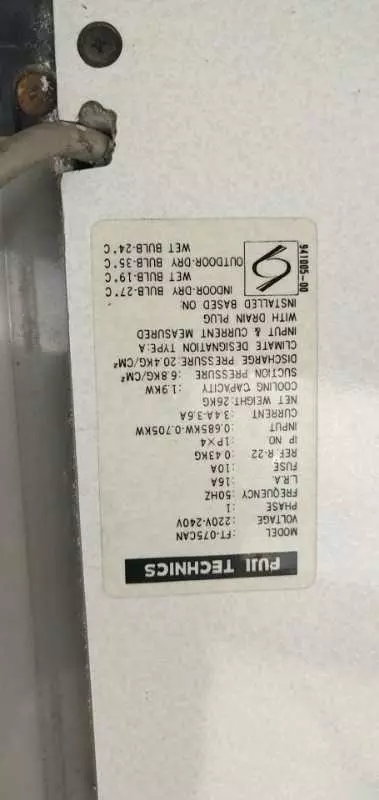 PUJI TECHNICS
MODEL :FT-075CAN
VOLTAGE :220V-240V
PHASE :1
FREQUENCY :50HZ
L.R.A. :16A
FUSE :10A
REF.R-22 :0.43KG
IP NO. :1P×4
INPUT :0.685KW-0.705KW
CURRENT :3.4A-3.6A
NET WEIGHT:26KG
COOLING CAPACITY :1.9KW
SUCTION PRESSURE :6.8KG/CM²
DISCHARGE PRESSURE:20.4KG/CM²
CLIMATE DESIGNATION TYPE:A
INPUT & CURRENT MEASURED
WITH DRAIN PLUG
INSTALLED BASED ON:
INDOOR-DRY BULB-27°C
WET BULB-19°C
OUTDOOR-DRY BULB-35°C
WET BULB-24°C
941005-00